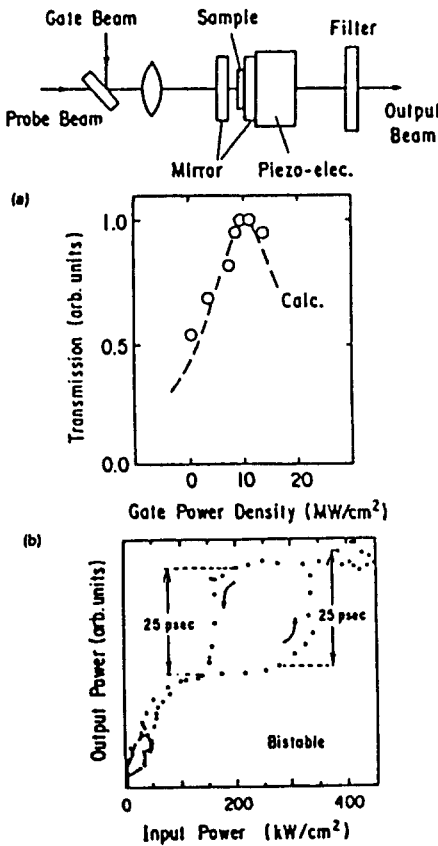 Gate Beam
Sample
Filter
Probe Beam
Mirror
Piezo-elec.
Output
Beam
(a)
Transmission (arb. units)
1.0
0.5
0.0
Calc.
0 10 20
Gate Power Density (MW/cm²)
(b)
Output Power (arb. units)
25 psec
25 psec
Bistable
0 200 400
Input Power (kW/cm²)